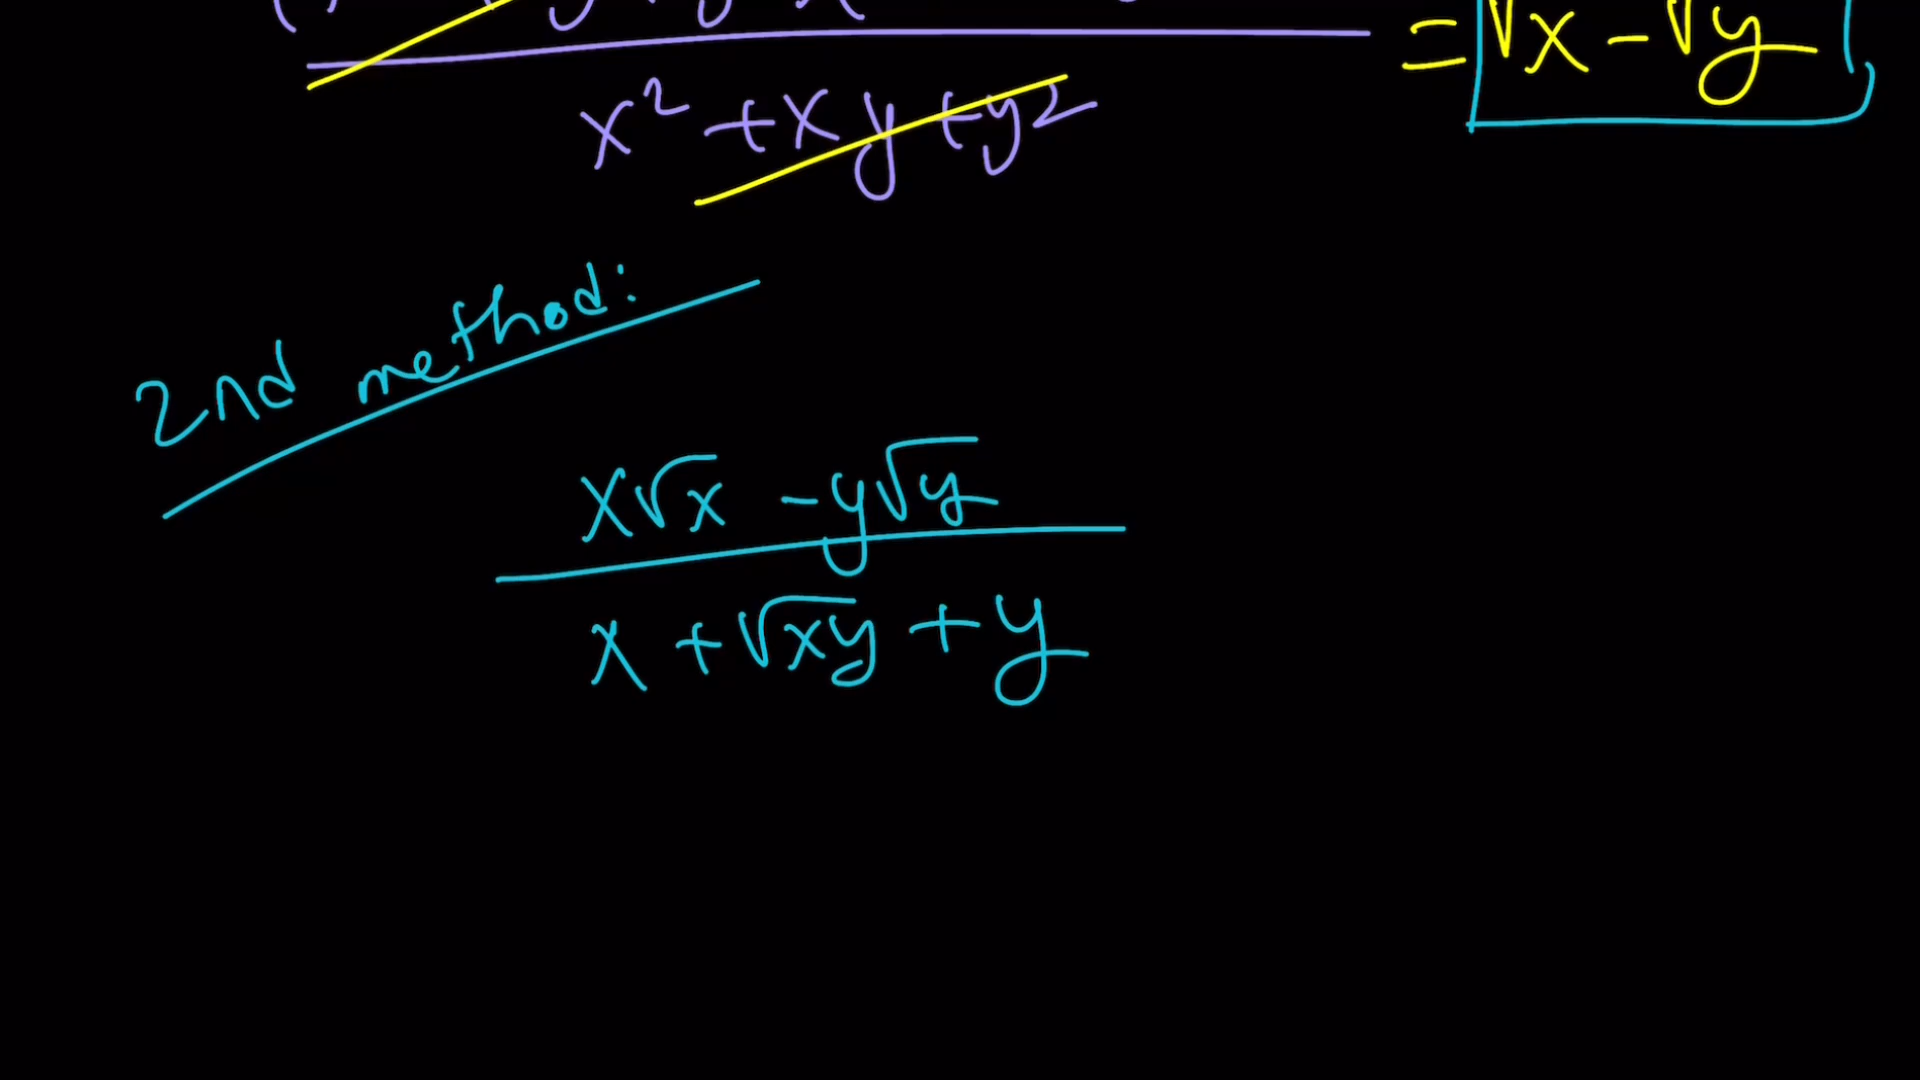 = √x - √y
x² + xy + y²
2nd method:
x√x - y√y
x + √xy + y